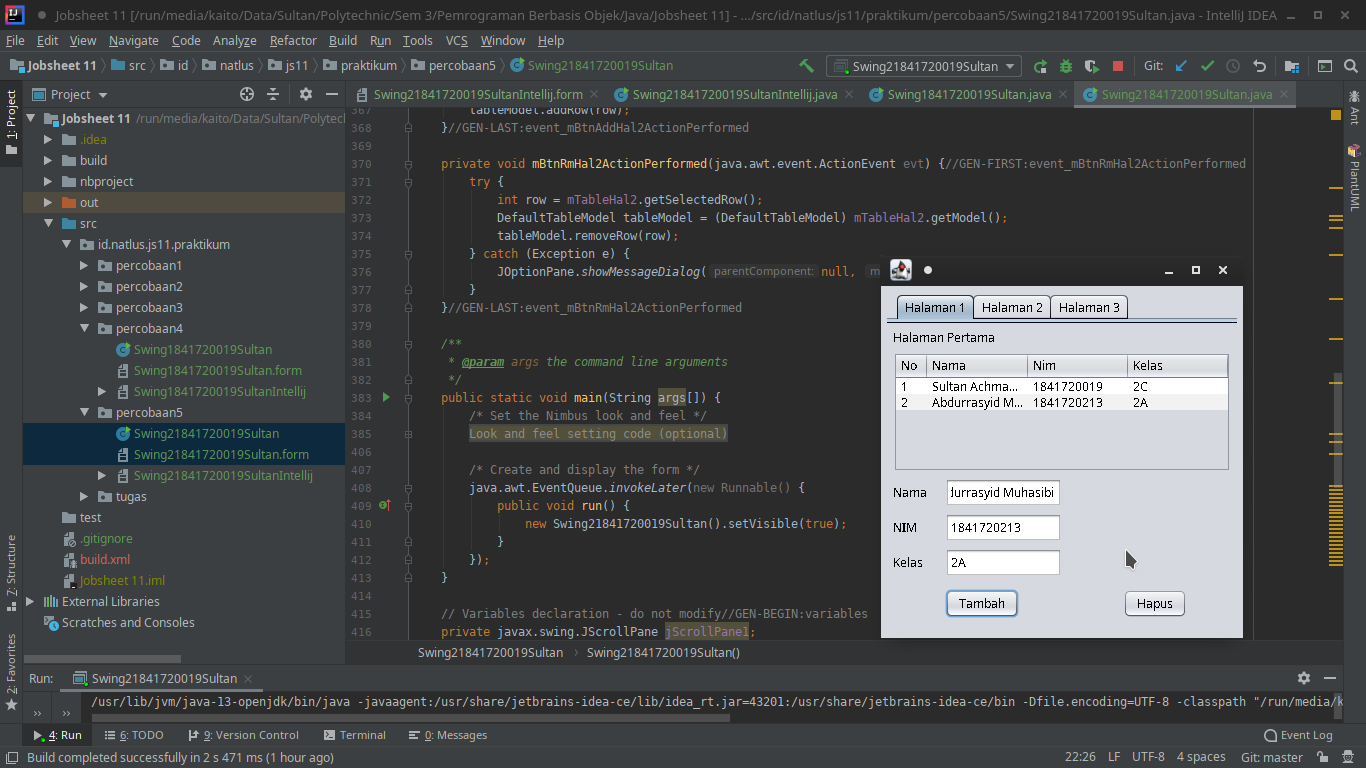 Jobsheet 11 [/run/media/kaito/Data/Sultan/Polytechnic/Sem 3/Pemrograman Berbasis Objek/Java/Jobsheet 11] - .../src/id/natlus/js11/praktikum/percobaan5/Swing21841720019Sultan.java - IntelliJ IDEA
File Edit View Navigate Code Analyze Refactor Build Run Tools VCS Window Help
Jobsheet 11 src id natlus js11 praktikum percobaan5 Swing21841720019Sultan Swing21841720019Sultan Git:
Project
Swing21841720019SultanIntellij.form Swing21841720019SultanIntellij.java Swing1841720019Sultan.java Swing21841720019Sultan.java
1: Project
7: Structure
2: Favorites
Ant
PlantUML
Jobsheet 11 /run/media/kaito/Data/Sultan/Polytec
.idea
build
nbproject
out
src
id.natlus.js11.praktikum
percobaan1
percobaan2
percobaan3
percobaan4
Swing1841720019Sultan
Swing1841720019Sultan.form
Swing1841720019SultanIntellij
percobaan5
Swing21841720019Sultan
Swing21841720019Sultan.form
Swing21841720019SultanIntellij
tugas
test
.gitignore
build.xml
Jobsheet 11.iml
External Libraries
Scratches and Consoles
367 tableModel.addRow(row);
368 }//GEN-LAST:event_mBtnAddHal2ActionPerformed
369
370 private void mBtnRmHal2ActionPerformed(java.awt.event.ActionEvent evt) {//GEN-FIRST:event_mBtnRmHal2ActionPerformed
371 try {
372 int row = mTableHal2.getSelectedRow();
373 DefaultTableModel tableModel = (DefaultTableModel) mTableHal2.getModel();
374 tableModel.removeRow(row);
375 } catch (Exception e) {
376 JOptionPane.showMessageDialog( parentComponent: null, m
377 }
378 }//GEN-LAST:event_mBtnRmHal2ActionPerformed
379
380 /**
381 * @param args the command line arguments
382 */
383 public static void main(String args[]) {
384 /* Set the Nimbus look and feel */
385 Look and feel setting code (optional)
406
407 /* Create and display the form */
408 java.awt.EventQueue.invokeLater(new Runnable() {
409 public void run() {
410 new Swing21841720019Sultan().setVisible(true);
411 }
412 });
413 }
414
415 // Variables declaration - do not modify//GEN-BEGIN:variables
416 private javax.swing.JScrollPane jScrollPane1;
Swing21841720019Sultan Swing21841720019Sultan()
Halaman 1 Halaman 2 Halaman 3
Halaman Pertama
No Nama Nim Kelas
1 Sultan Achma... 1841720019 2C
2 Abdurrasyid M... 1841720213 2A
Nama Jurrasyid Muhasibi
NIM 1841720213
Kelas 2A
Tambah Hapus
Run: Swing21841720019Sultan
/usr/lib/jvm/java-13-openjdk/bin/java -javaagent:/usr/share/jetbrains-idea-ce/lib/idea_rt.jar=43201:/usr/share/jetbrains-idea-ce/bin -Dfile.encoding=UTF-8 -classpath "/run/media/k
4: Run 6: TODO 9: Version Control Terminal 0: Messages Event Log
Build completed successfully in 2 s 471 ms (1 hour ago) 22:26 LF UTF-8 4 spaces Git: master